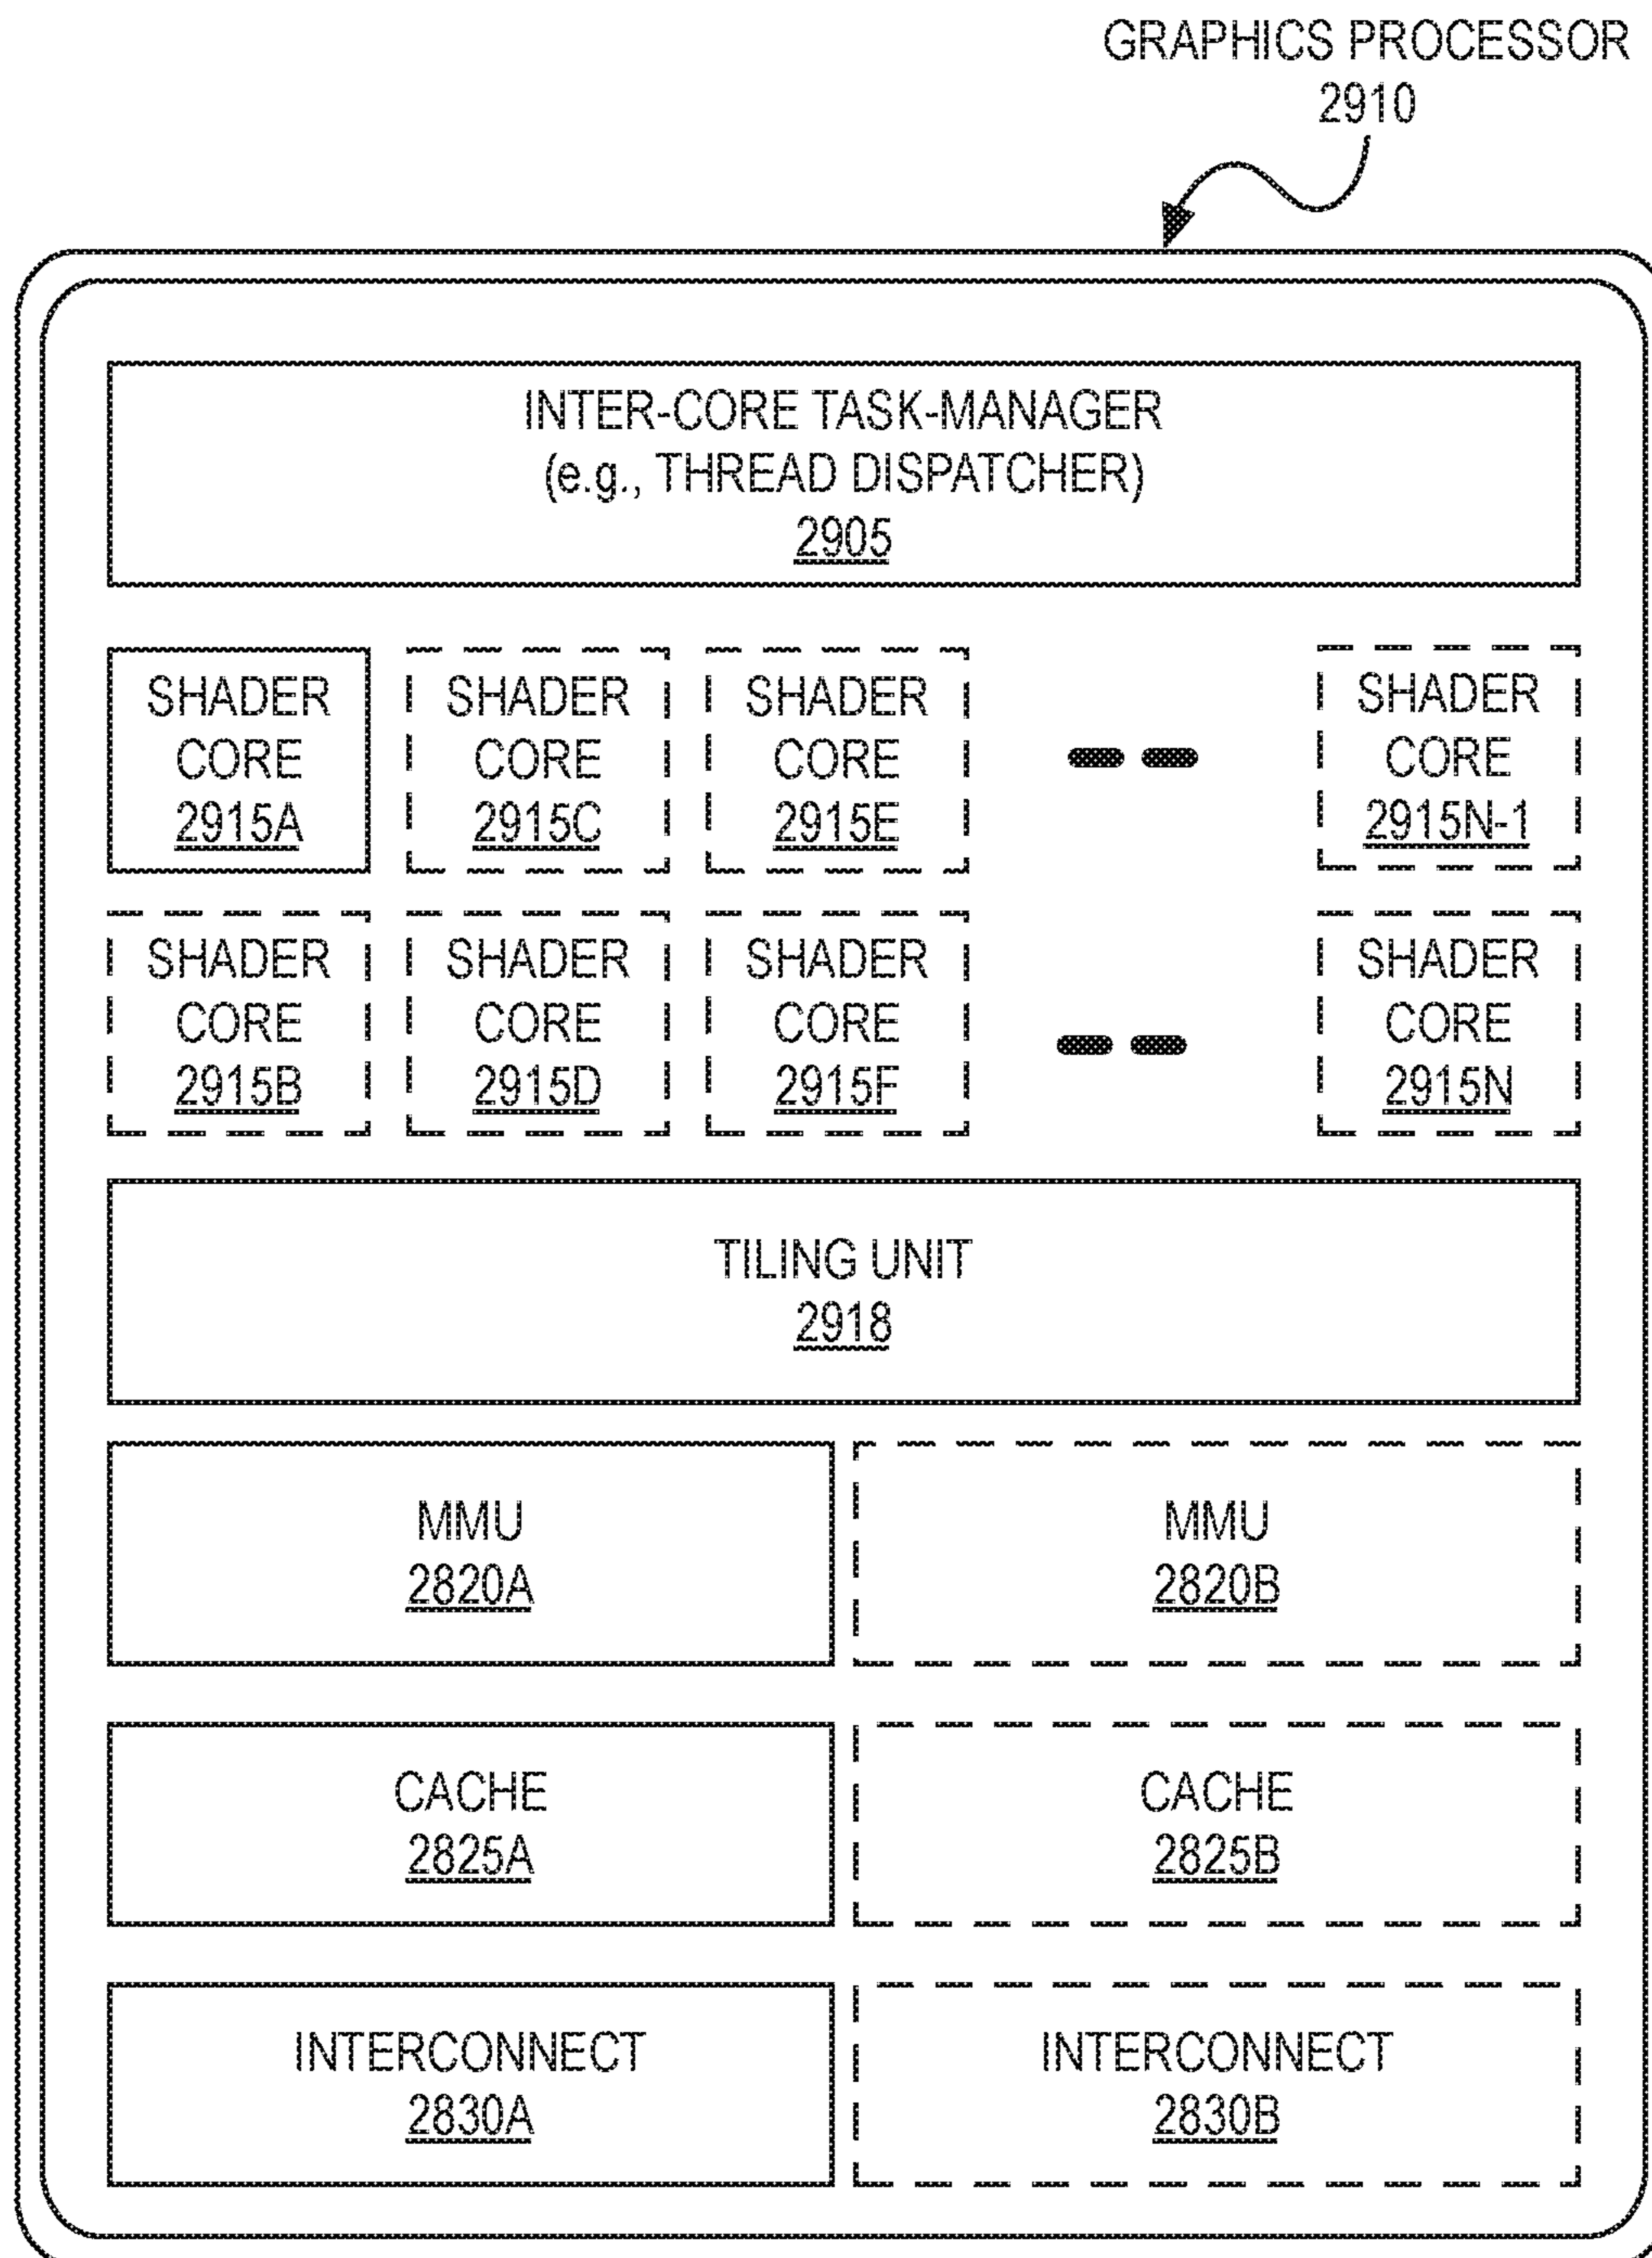 GRAPHICS PROCESSOR
2910
INTER-CORE TASK-MANAGER
(e.g., THREAD DISPATCHER)
2905
SHADER
CORE
2915A
SHADER
CORE
2915C
SHADER
CORE
2915E
SHADER
CORE
2915N-1
SHADER
CORE
2915B
SHADER
CORE
2915D
SHADER
CORE
2915F
SHADER
CORE
2915N
TILING UNIT
2918
MMU
2820A
MMU
2820B
CACHE
2825A
CACHE
2825B
INTERCONNECT
2830A
INTERCONNECT
2830B